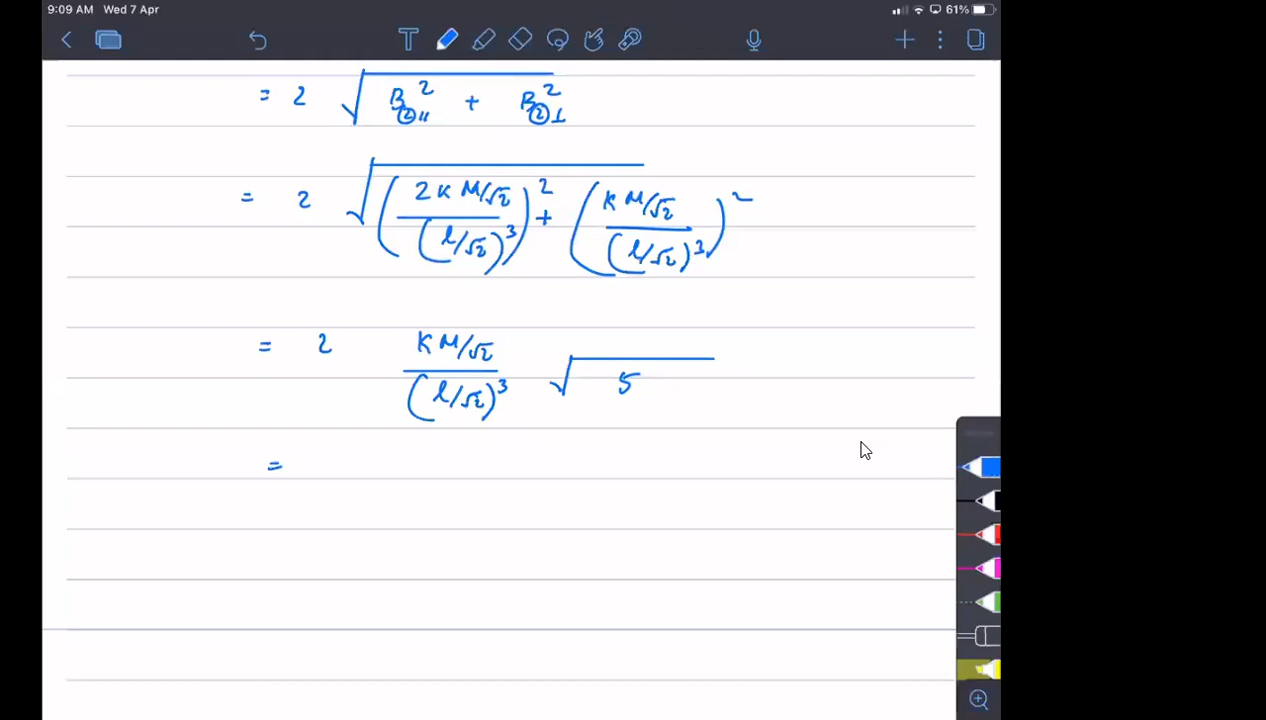 9:09 AM Wed 7 Apr 61%
T
= 2 √(B②∥² + B②⊥²)
= 2 √((2KM/√2 / (l/√2)³)² + (KM/√2 / (l/√2)³)²)
= 2 KM/√2 / (l/√2)³ √5
=